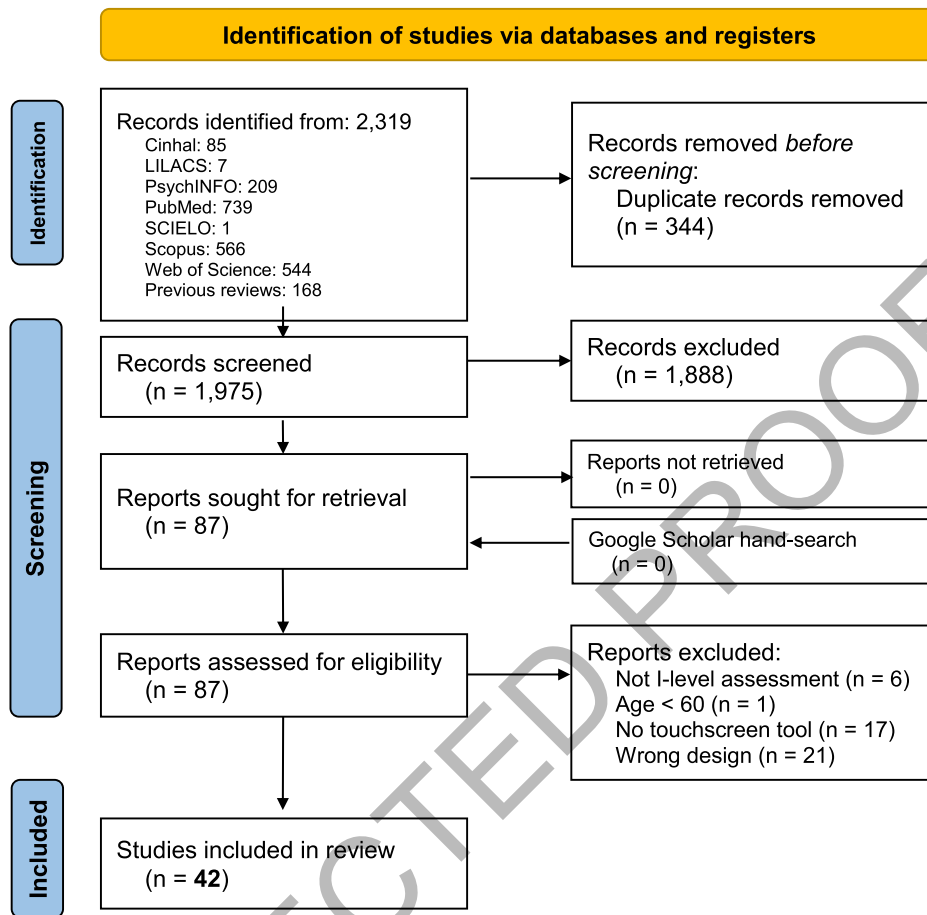 Identification of studies via databases and registers
Identification
Records identified from: 2,319
Cinhal: 85
LILACS: 7
PsychINFO: 209
PubMed: 739
SCIELO: 1
Scopus: 566
Web of Science: 544
Previous reviews: 168
Records removed before
screening:
Duplicate records removed
(n = 344)
Screening
Records screened
(n = 1,975)
Records excluded
(n = 1,888)
Reports sought for retrieval
(n = 87)
Reports not retrieved
(n = 0)
Google Scholar hand-search
(n = 0)
Reports assessed for eligibility
(n = 87)
Reports excluded:
Not I-level assessment (n = 6)
Age < 60 (n = 1)
No touchscreen tool (n = 17)
Wrong design (n = 21)
Included
Studies included in review
(n = 42)
ECTED PROOF